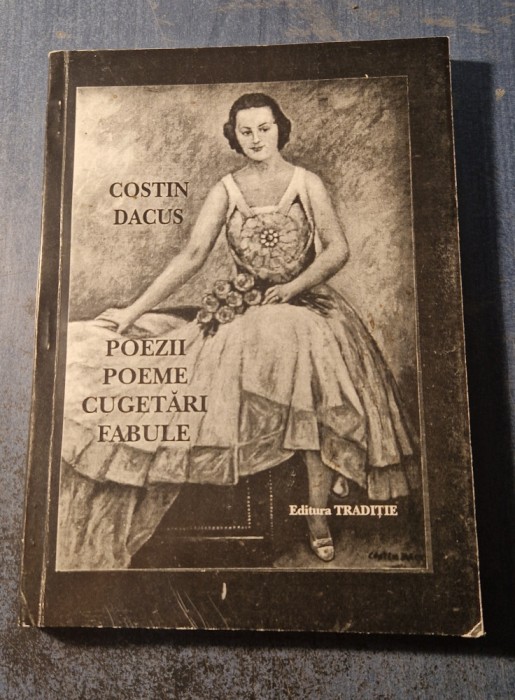 COSTIN
DACUS
POEZII
POEME
CUGETĂRI
FABULE
Editura TRADIȚIE